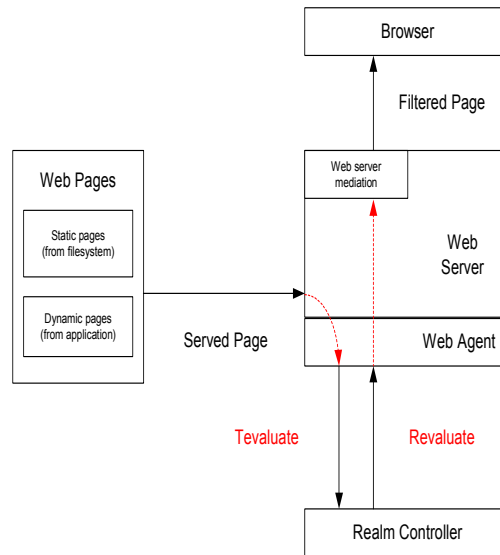 Browser
Filtered Page
Web Pages
Web server
mediation
Static pages
(from filesystem)
Web
Server
Dynamic pages
(from application)
Served Page
Web Agent
Tevaluate
Revaluate
Realm Controller